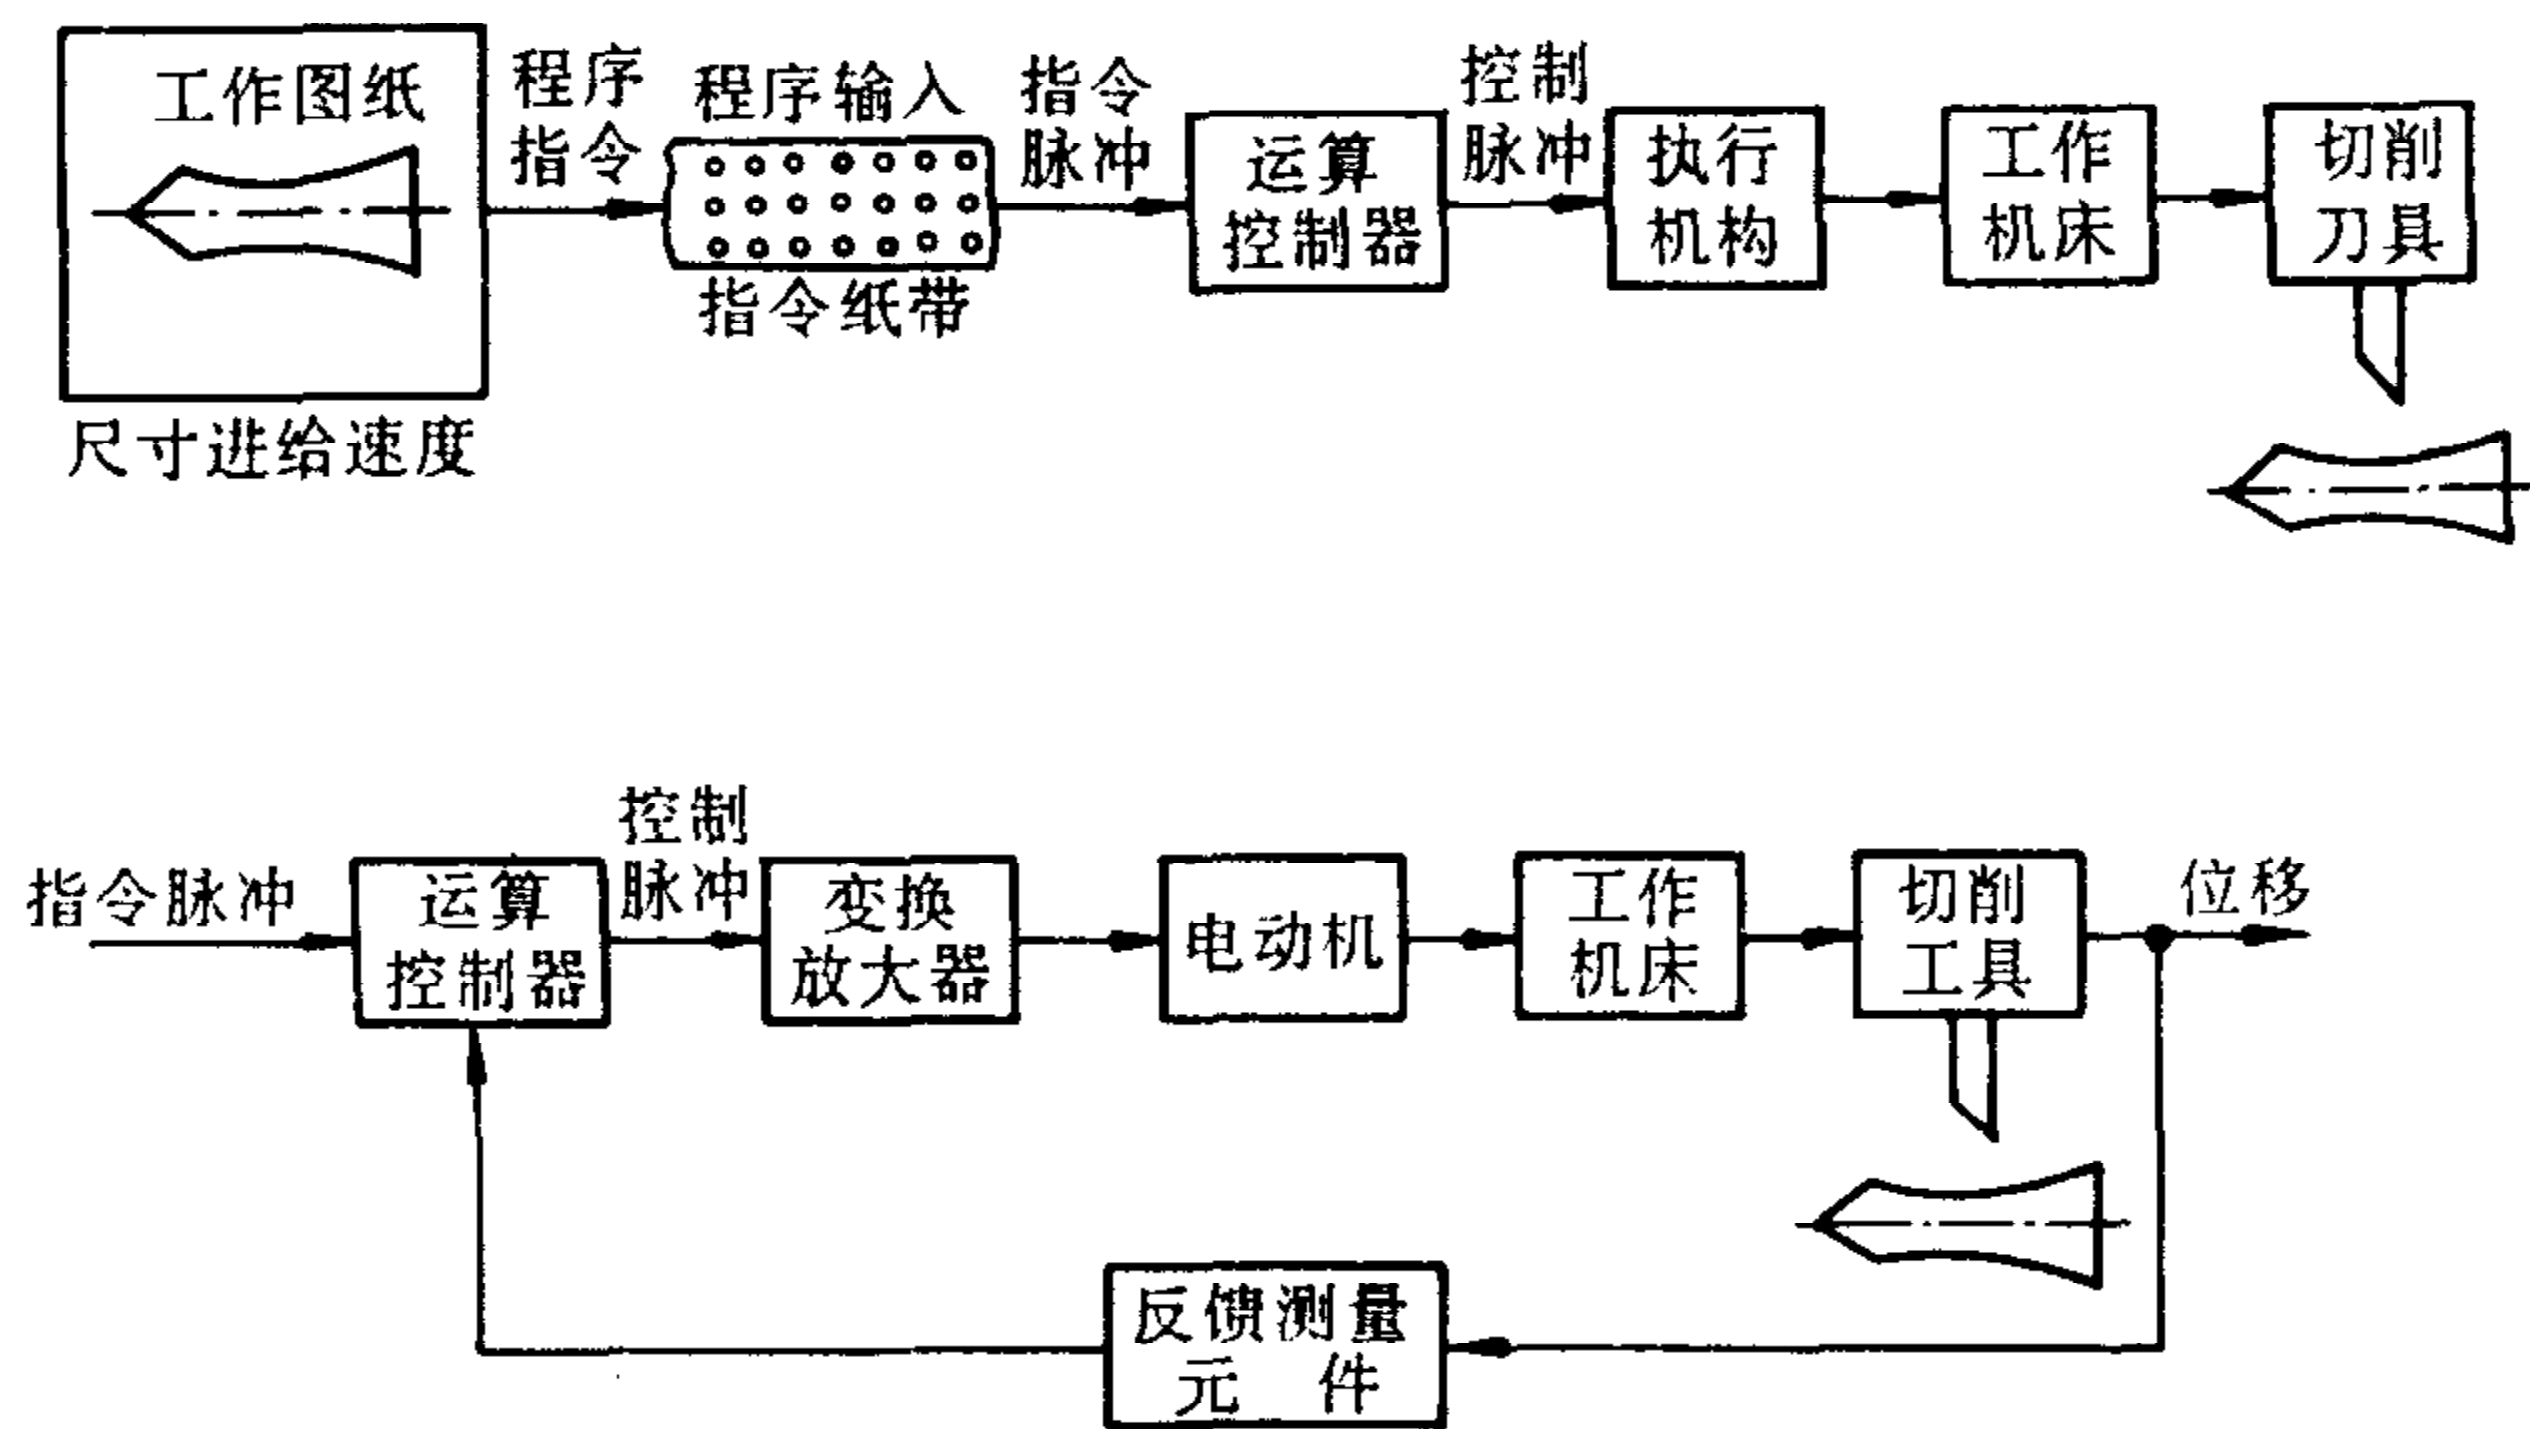 工作图纸
尺寸进给速度
程序
指令
程序输入
指令纸带
指令
脉冲
运算
控制器
控制
脉冲
执行
机构
工作
机床
切削
刀具
指令脉冲
运算
控制器
控制
脉冲
变换
放大器
电动机
工作
机床
切削
工具
位移
反馈测量
元 件